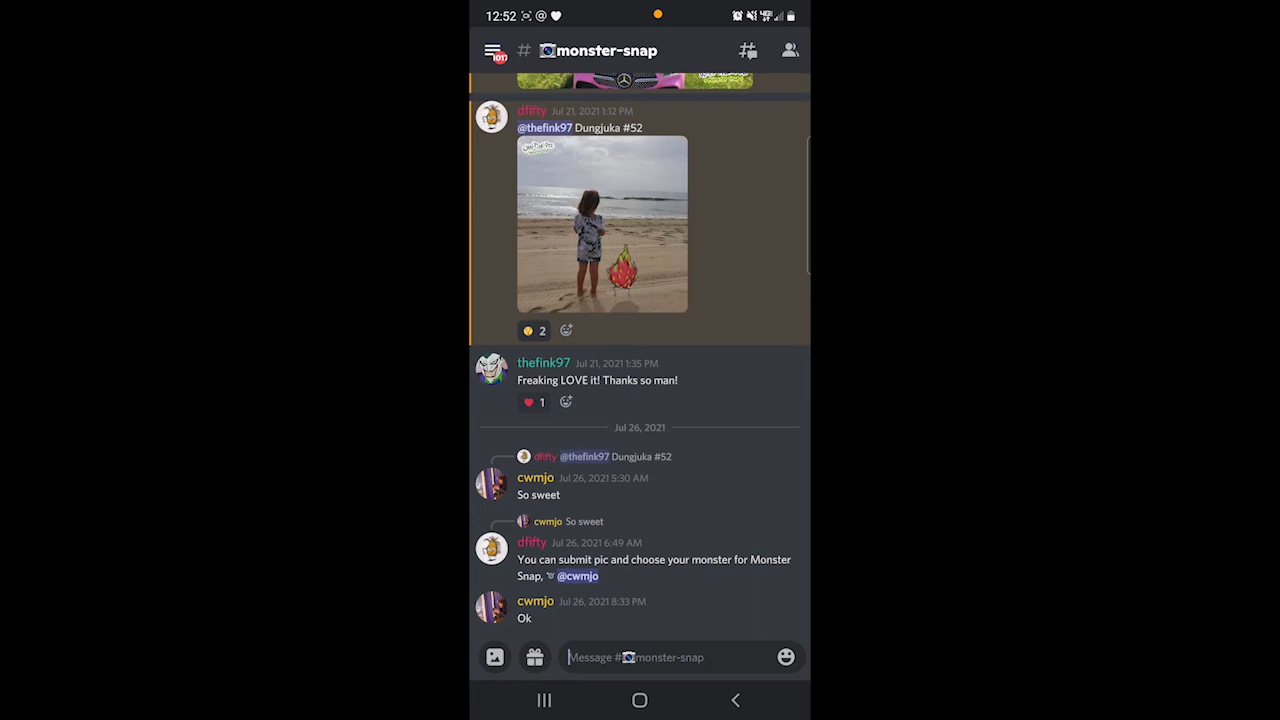 12:52
1017
# 📷monster-snap
dfifty Jul 21, 2021 1:12 PM
@thefink97 Dungjuka #52
2
thefink97 Jul 21, 2021 1:35 PM
Freaking LOVE it! Thanks so man!
1
Jul 26, 2021
dfifty @thefink97 Dungjuka #52
cwmjo Jul 26, 2021 5:30 AM
So sweet
cwmjo So sweet
dfifty Jul 26, 2021 6:49 AM
You can submit pic and choose your monster for Monster
Snap, @cwmjo
cwmjo Jul 26, 2021 8:33 PM
Ok
Message #📷monster-snap